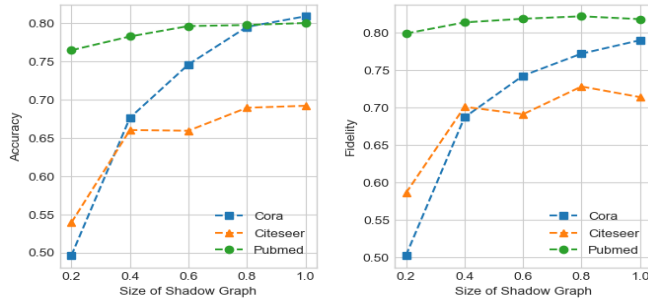 0.80
0.75
0.70
0.65
0.60
0.55
0.50
Accuracy
0.2 0.4 0.6 0.8 1.0
Size of Shadow Graph
Cora
Citeseer
Pubmed
0.80
0.75
0.70
0.65
0.60
0.55
0.50
Fidelity
0.2 0.4 0.6 0.8 1.0
Size of Shadow Graph
Cora
Citeseer
Pubmed